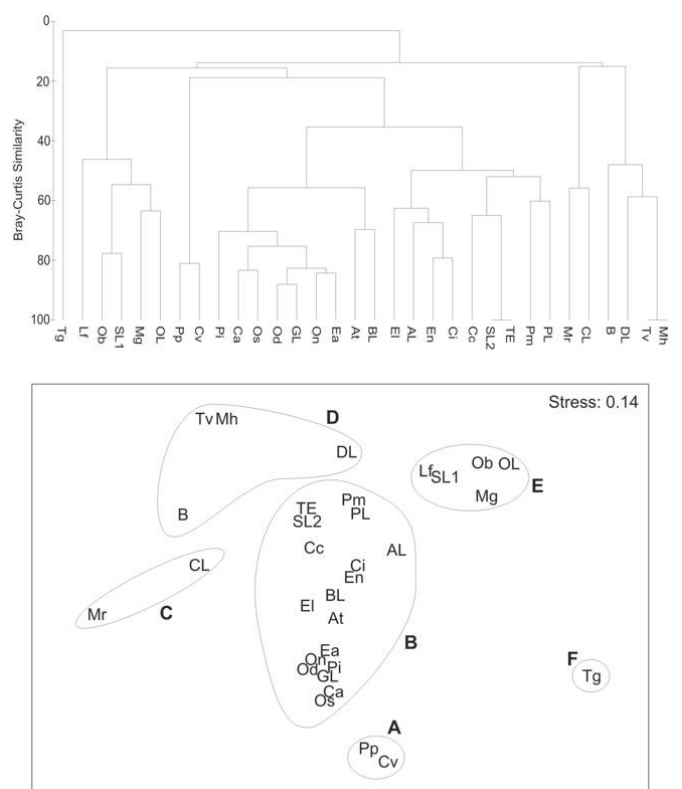 0
20
40
60
80
100
Bray-Curtis Similarity
Tg Lf Ob SL1 Mg OL Pp Cv Pi Ca Os Od GL On Ea At BL El AL En Ci Cc SL2 TE Pm PL Mr CL B DL Tv Mh
Stress: 0.14
Tv Mh D
DL
Lf SL1 Ob OL
Mg E
B
TE Pm
SL2 PL
Cc AL
CL Ci
En
BL
El At
Mr C
B
Ea
On Pi
Od GL
Ca
Os
F
Tg
A
Pp
Cv